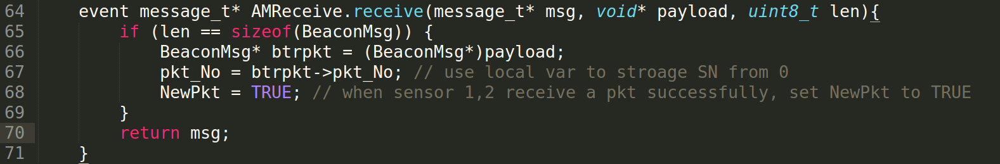 64 event message_t* AMReceive.receive(message_t* msg, void* payload, uint8_t len){
65 if (len == sizeof(BeaconMsg)) {
66 BeaconMsg* btrpkt = (BeaconMsg*)payload;
67 pkt_No = btrpkt->pkt_No; // use local var to stroage SN from 0
68 NewPkt = TRUE; // when sensor 1,2 receive a pkt successfully, set NewPkt to TRUE
69 }
70 return msg;
71 }